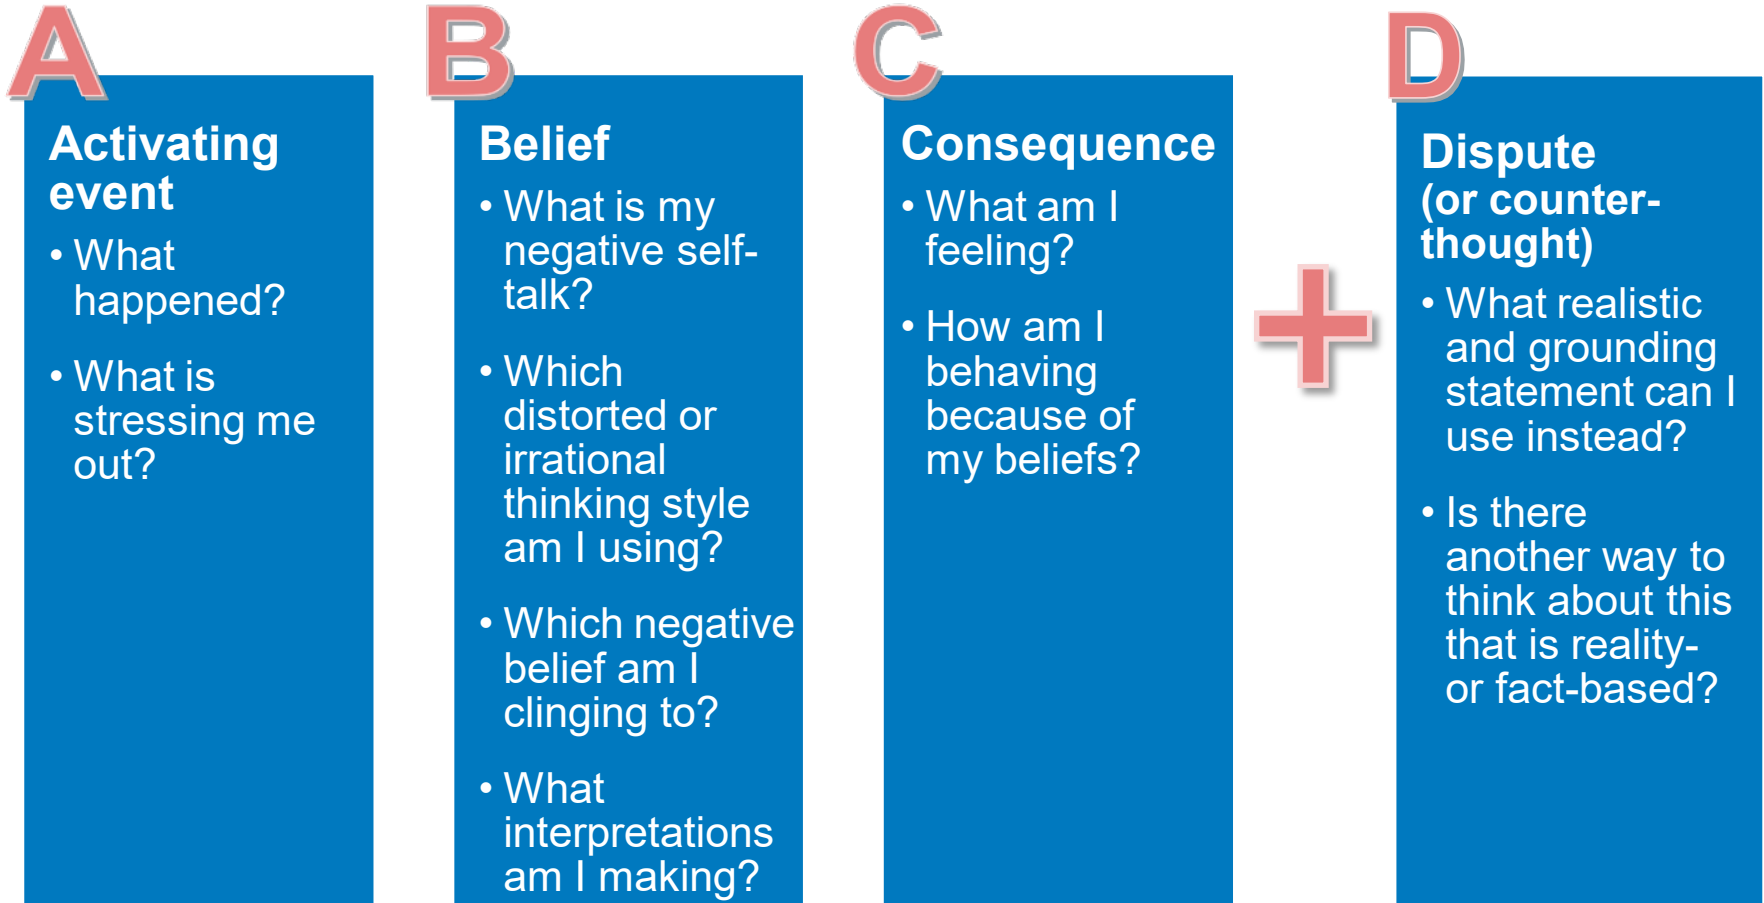 A
Activating
event
• What
happened?
• What is
stressing me
out?
B
Belief
• What is my
negative self-
talk?
• Which
distorted or
irrational
thinking style
am I using?
• Which negative
belief am I
clinging to?
• What
interpretations
am I making?
C
Consequence
• What am I
feeling?
• How am I
behaving
because of
my beliefs?
+
D
Dispute
(or counter-
thought)
• What realistic
and grounding
statement can I
use instead?
• Is there
another way to
think about this
that is reality-
or fact-based?